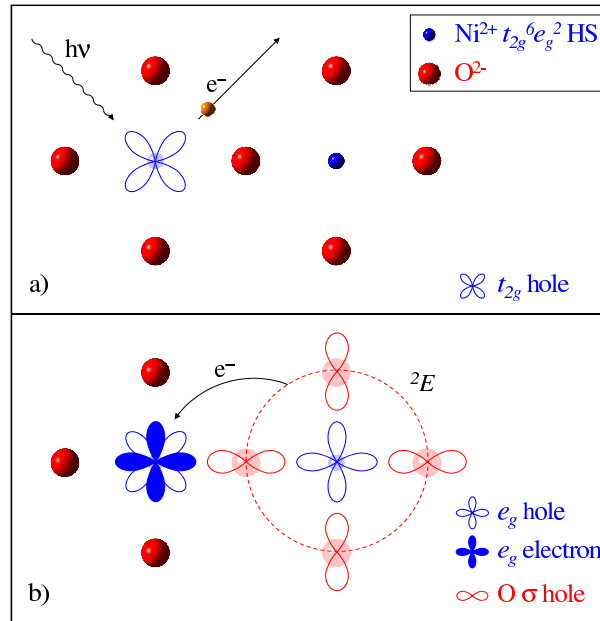 hν
e⁻
Ni²⁺ t₂g⁶eg² HS
O²⁻
a)
t₂g hole
e⁻
²E
eg hole
eg electron
O σ hole
b)